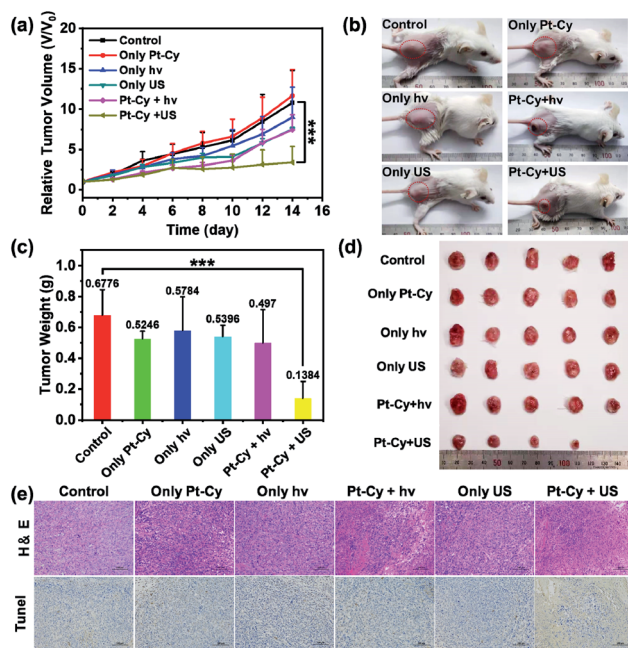 (a)
Relative Tumor Volume (V/V₀)
20
15
10
5
0
Control
Only Pt-Cy
Only hv
Only US
Pt-Cy + hv
Pt-Cy +US
***
0 2 4 6 8 10 12 14 16
Time (day)
(b)
Control
Only Pt-Cy
Only hv
Pt-Cy+hv
Only US
Pt-Cy+US
(c)
Tumor Weight (g)
1.0
0.8
0.6
0.4
0.2
0.0
***
0.6776
0.5246
0.5784
0.5396
0.497
0.1384
Control
Only Pt-Cy
Only hv
Only US
Pt-Cy + hv
Pt-Cy + US
(d)
Control
Only Pt-Cy
Only hv
Only US
Pt-Cy+hv
Pt-Cy+US
(e)
Control Only Pt-Cy Only hv Pt-Cy + hv Only US Pt-Cy + US
H & E
Tunel